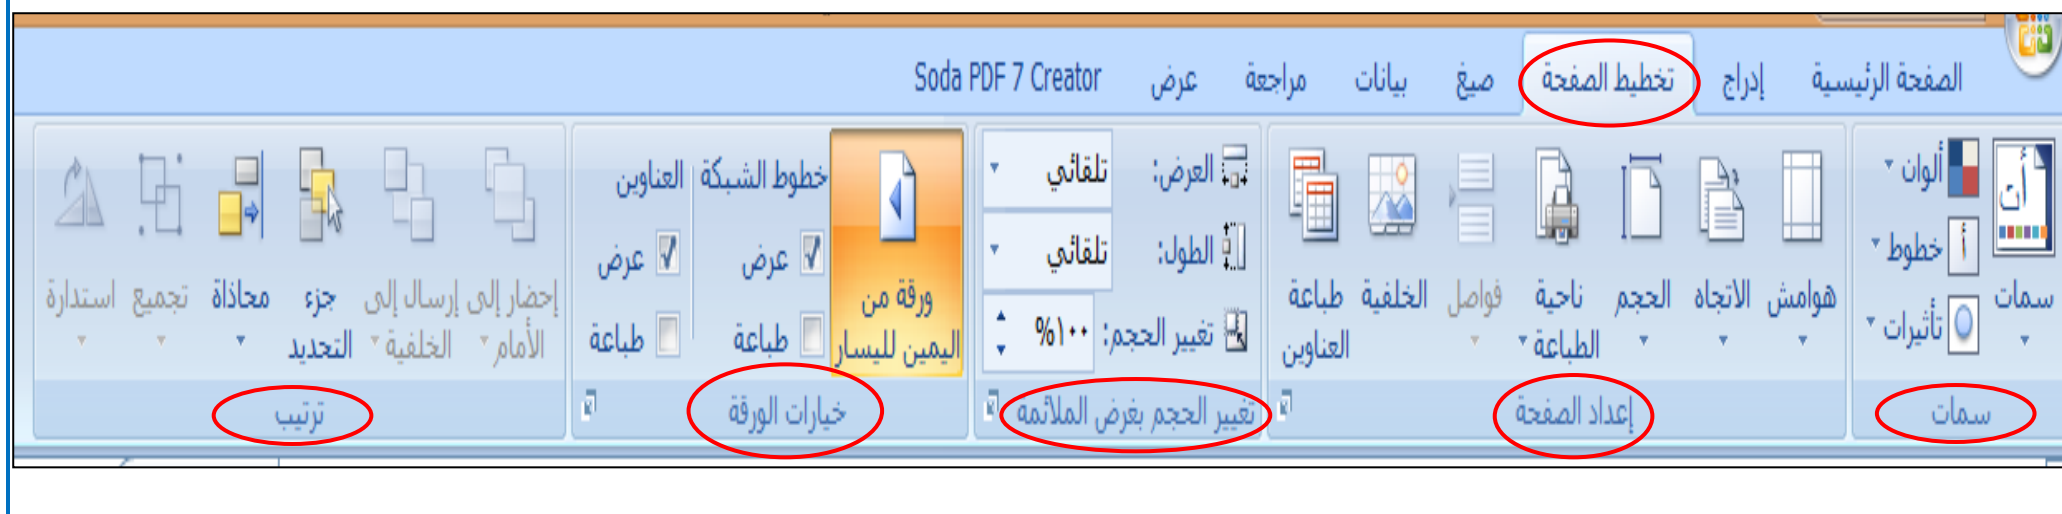 الصفحة الرئيسية إدراج تخطيط الصفحة صيغ بيانات مراجعة عرض Soda PDF 7 Creator
سمات
ألوان
خطوط
تأثيرات
سمات
هوامش
الاتجاه
الحجم
ناحية
الطباعة
فواصل
الخلفية
طباعة
العناوين
إعداد الصفحة
العرض: تلقائي
الطول: تلقائي
تغيير الحجم: ١٠٠%
تغيير الحجم بغرض الملائمه
ورقة من
اليمين لليسار
خطوط الشبكة
عرض
طباعة
العناوين
عرض
طباعة
خيارات الورقة
إحضار إلى
الأمام
إرسال إلى
الخلفية
جزء
التحديد
محاذاة
تجميع
استدارة
ترتيب
أت
أ